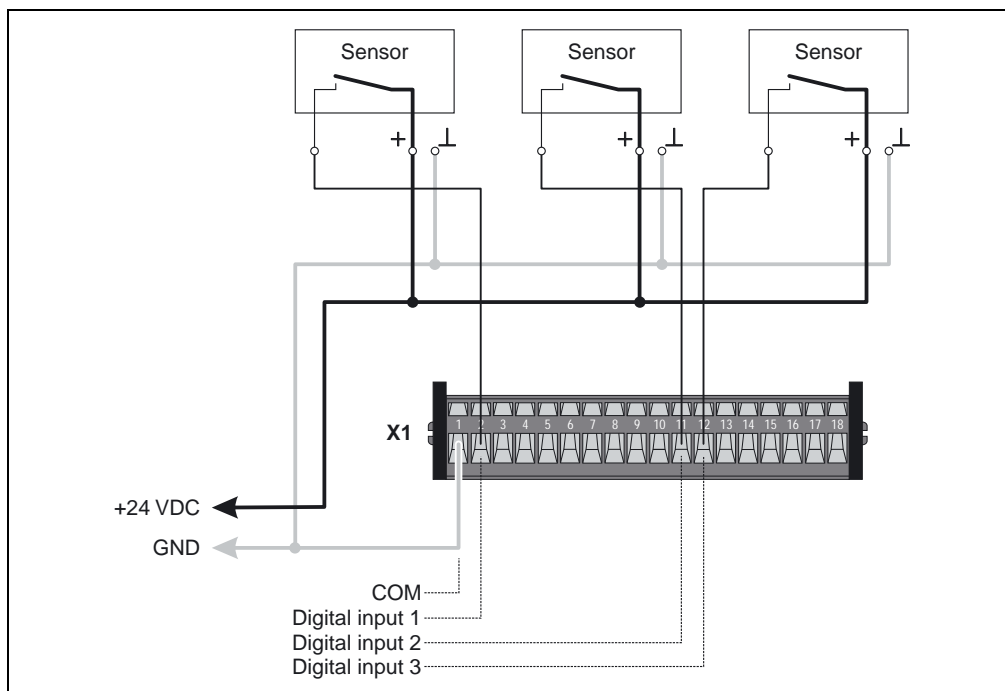 Sensor Sensor Sensor
+ ⊥ + ⊥ + ⊥
X1
1 2 3 4 5 6 7 8 9 10 11 12 13 14 15 16 17 18
+24 VDC
GND
COM
Digital input 1
Digital input 2
Digital input 3